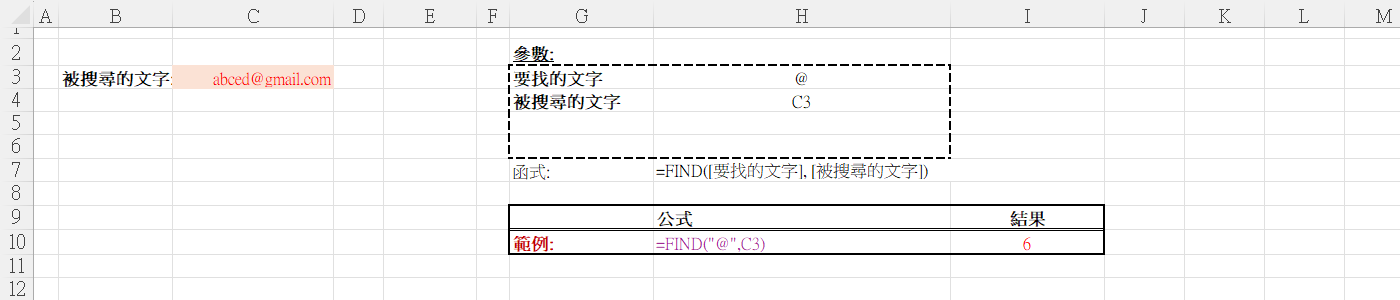 A B C D E F G H I J K L M
1
2 參數:
3 被搜尋的文字: abced@gmail.com 要找的文字 @
4 被搜尋的文字 C3
5
6
7 函式: =FIND([要找的文字], [被搜尋的文字])
8
9 公式 結果
10 範例: =FIND("@",C3) 6
11
12